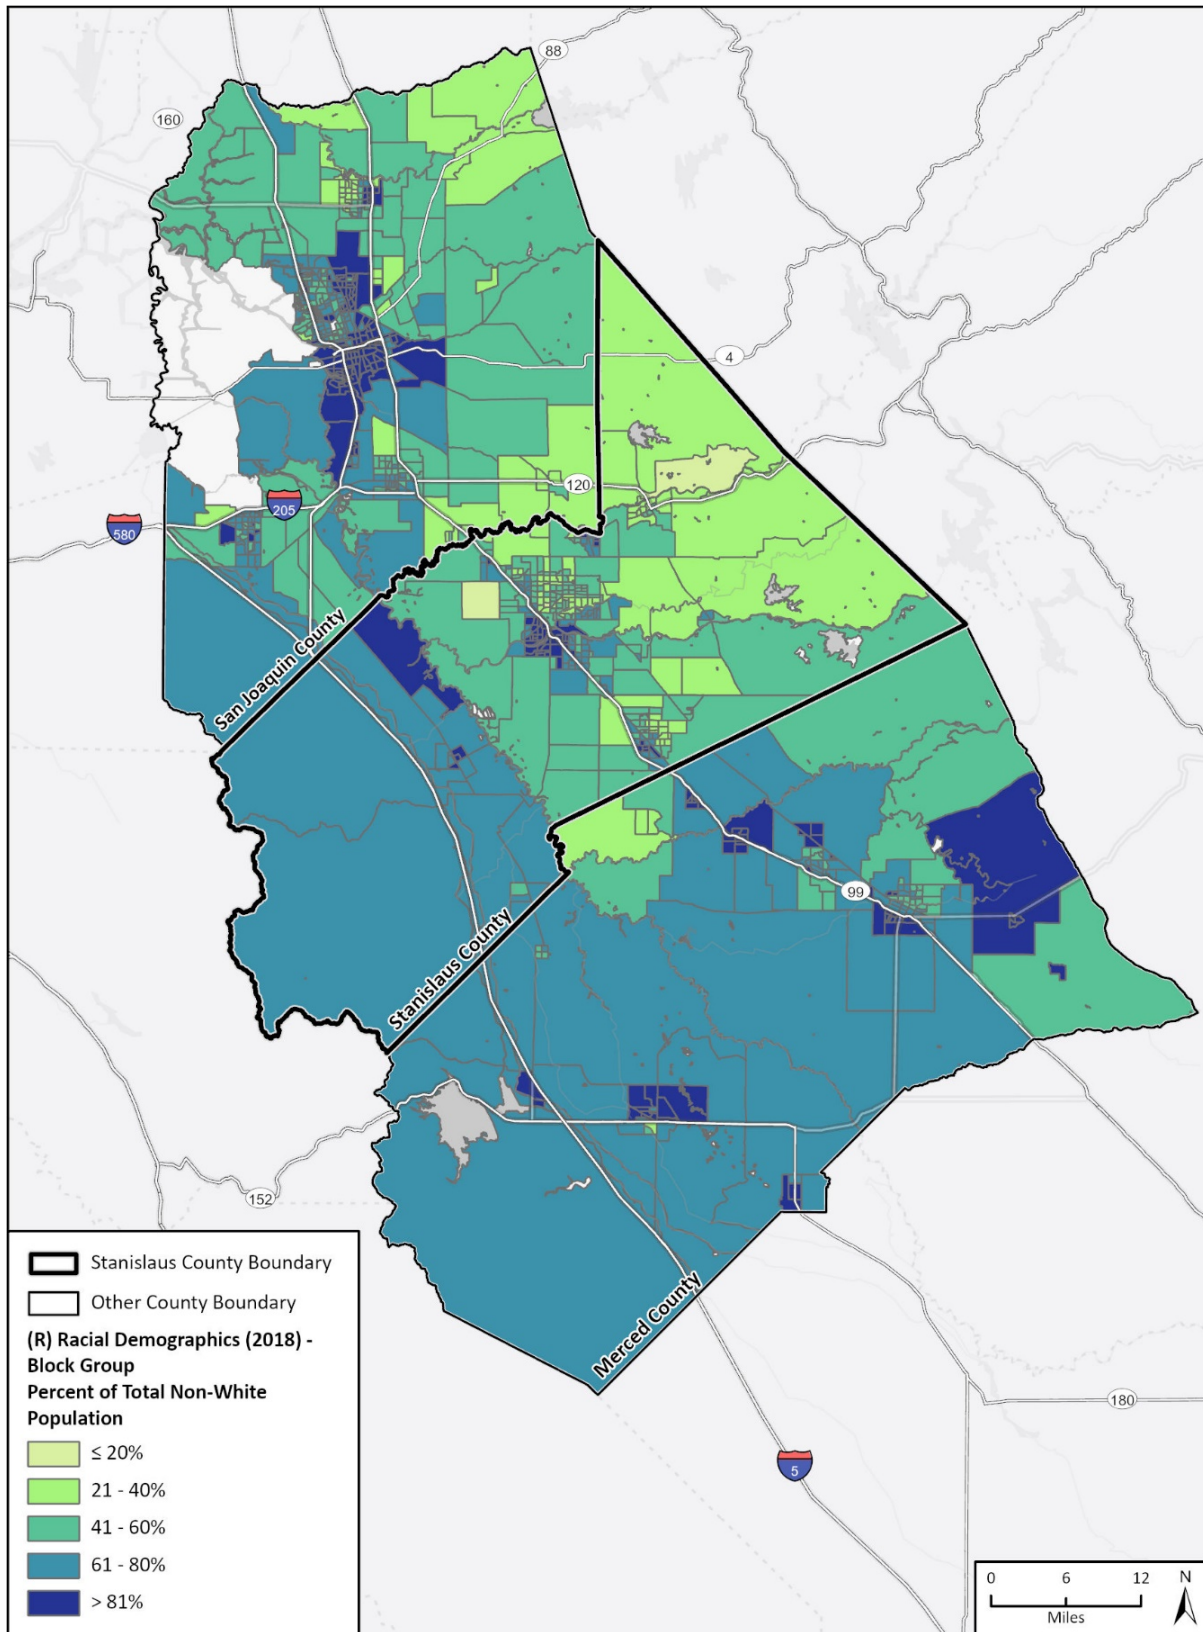 88
160
4
120
205
580
San Joaquin County
99
Stanislaus County
152
Merced County
180
5
Stanislaus County Boundary
Other County Boundary
(R) Racial Demographics (2018) -
Block Group
Percent of Total Non-White
Population
≤ 20%
21 - 40%
41 - 60%
61 - 80%
> 81%
0 6 12
Miles
N